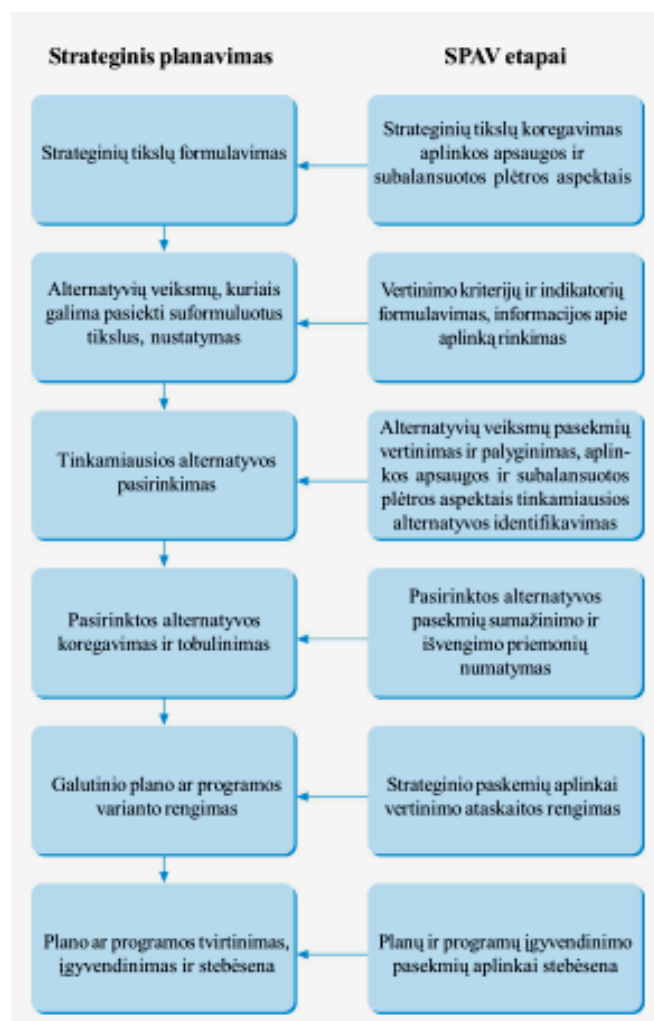 Strateginis planavimas
SPAV etapai
Strateginių tikslų formulavimas
Strateginių tikslų koregavimas
aplinkos apsaugos ir
subalansuotos plėtros aspektais
Alternatyvių veiksmų, kuriais
galima pasiekti suformuluotus
tikslus, nustatymas
Vertinimo kriterijų ir indikatorių
formulavimas, informacijos apie
aplinką rinkimas
Tinkamiausios alternatyvos
pasirinkimas
Alternatyvių veiksmų pasekmių
vertinimas ir palyginimas, aplin-
kos apsaugos ir subalansuotos
plėtros aspektais tinkamiausios
alternatyvos identifikavimas
Pasirinktos alternatyvos
koregavimas ir tobulinimas
Pasirinktos alternatyvos
pasekmių sumažinimo ir
išvengimo priemonių
numatymas
Galutinio plano ar programos
varianto rengimas
Strateginio paskemių aplinkai
vertinimo ataskaitos rengimas
Plano ar programos tvirtinimas,
įgyvendinimas ir stebėsena
Planų ir programų įgyvendinimo
pasekmių aplinkai stebėsena